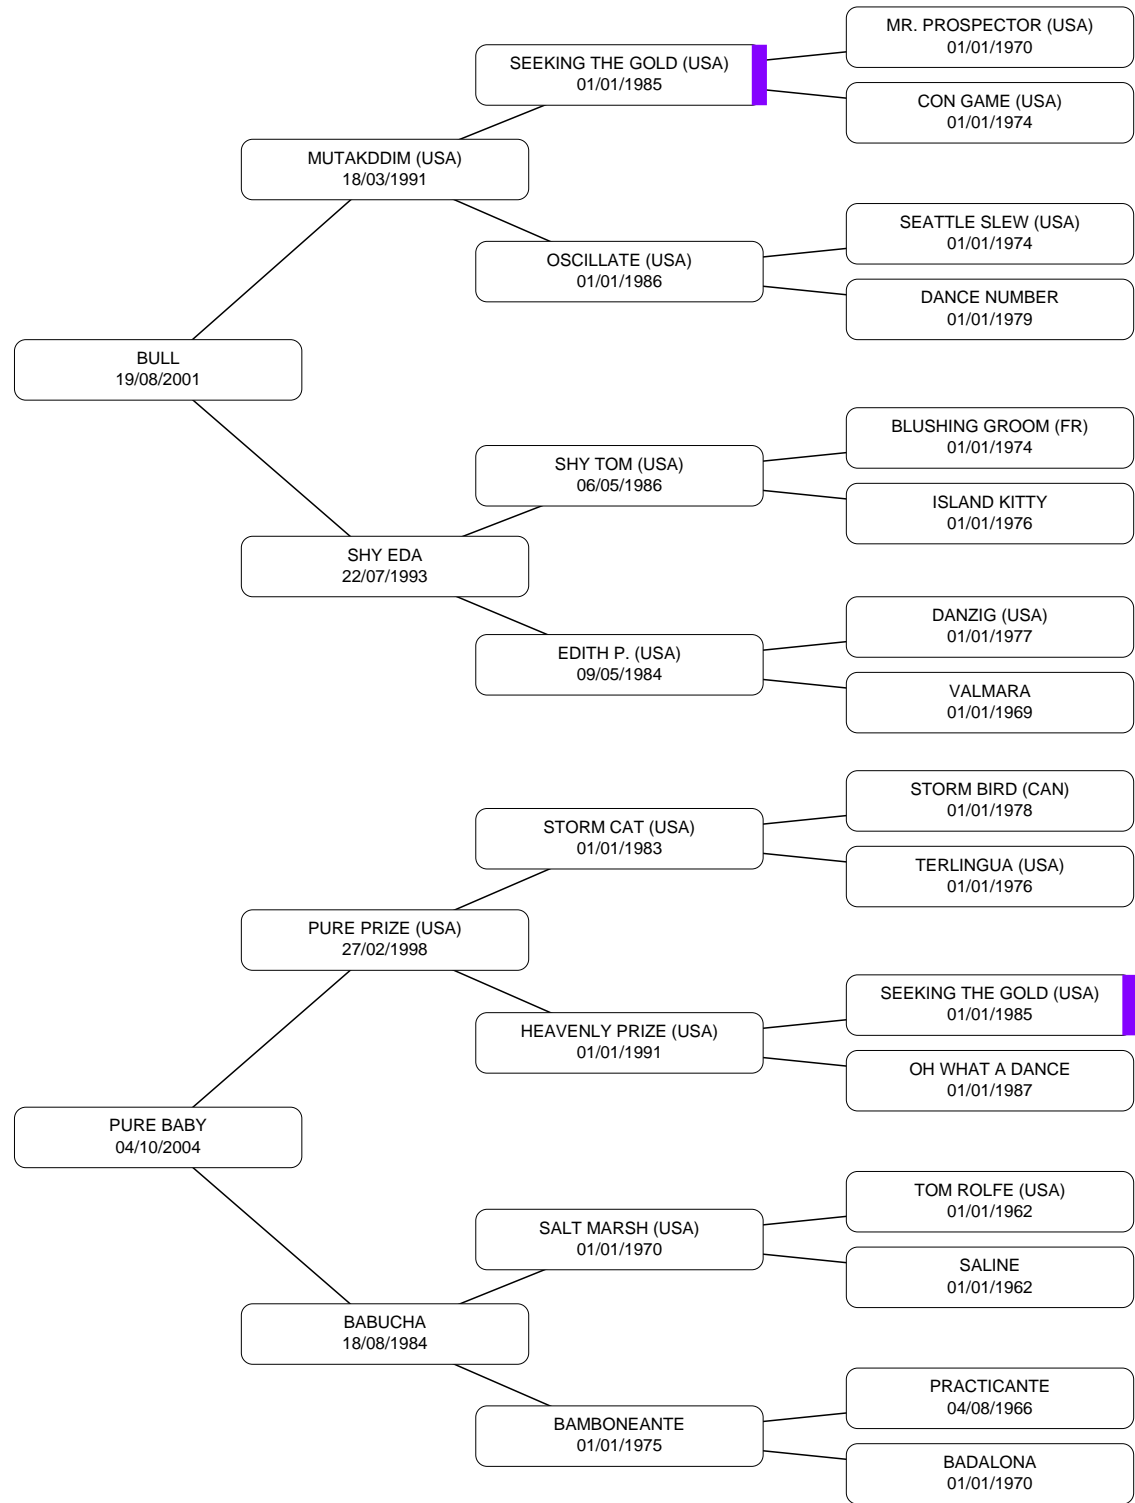 MR. PROSPECTOR (USA)
01/01/1970
SEEKING THE GOLD (USA)
01/01/1985
CON GAME (USA)
01/01/1974
MUTAKDDIM (USA)
18/03/1991
SEATTLE SLEW (USA)
01/01/1974
OSCILLATE (USA)
01/01/1986
DANCE NUMBER
01/01/1979
BULL
19/08/2001
BLUSHING GROOM (FR)
01/01/1974
SHY TOM (USA)
06/05/1986
ISLAND KITTY
01/01/1976
SHY EDA
22/07/1993
DANZIG (USA)
01/01/1977
EDITH P. (USA)
09/05/1984
VALMARA
01/01/1969
STORM BIRD (CAN)
01/01/1978
STORM CAT (USA)
01/01/1983
TERLINGUA (USA)
01/01/1976
PURE PRIZE (USA)
27/02/1998
SEEKING THE GOLD (USA)
01/01/1985
HEAVENLY PRIZE (USA)
01/01/1991
OH WHAT A DANCE
01/01/1987
PURE BABY
04/10/2004
TOM ROLFE (USA)
01/01/1962
SALT MARSH (USA)
01/01/1970
SALINE
01/01/1962
BABUCHA
18/08/1984
PRACTICANTE
04/08/1966
BAMBONEANTE
01/01/1975
BADALONA
01/01/1970